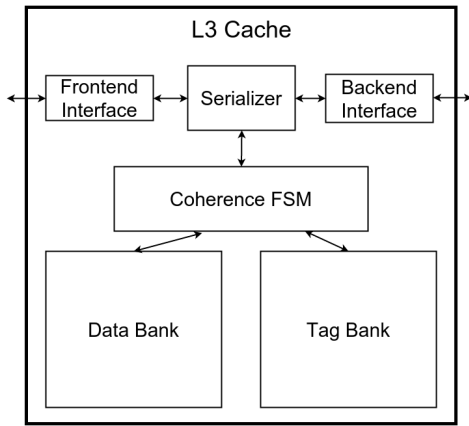 L3 Cache
Frontend
Interface
Serializer
Backend
Interface
Coherence FSM
Data Bank
Tag Bank